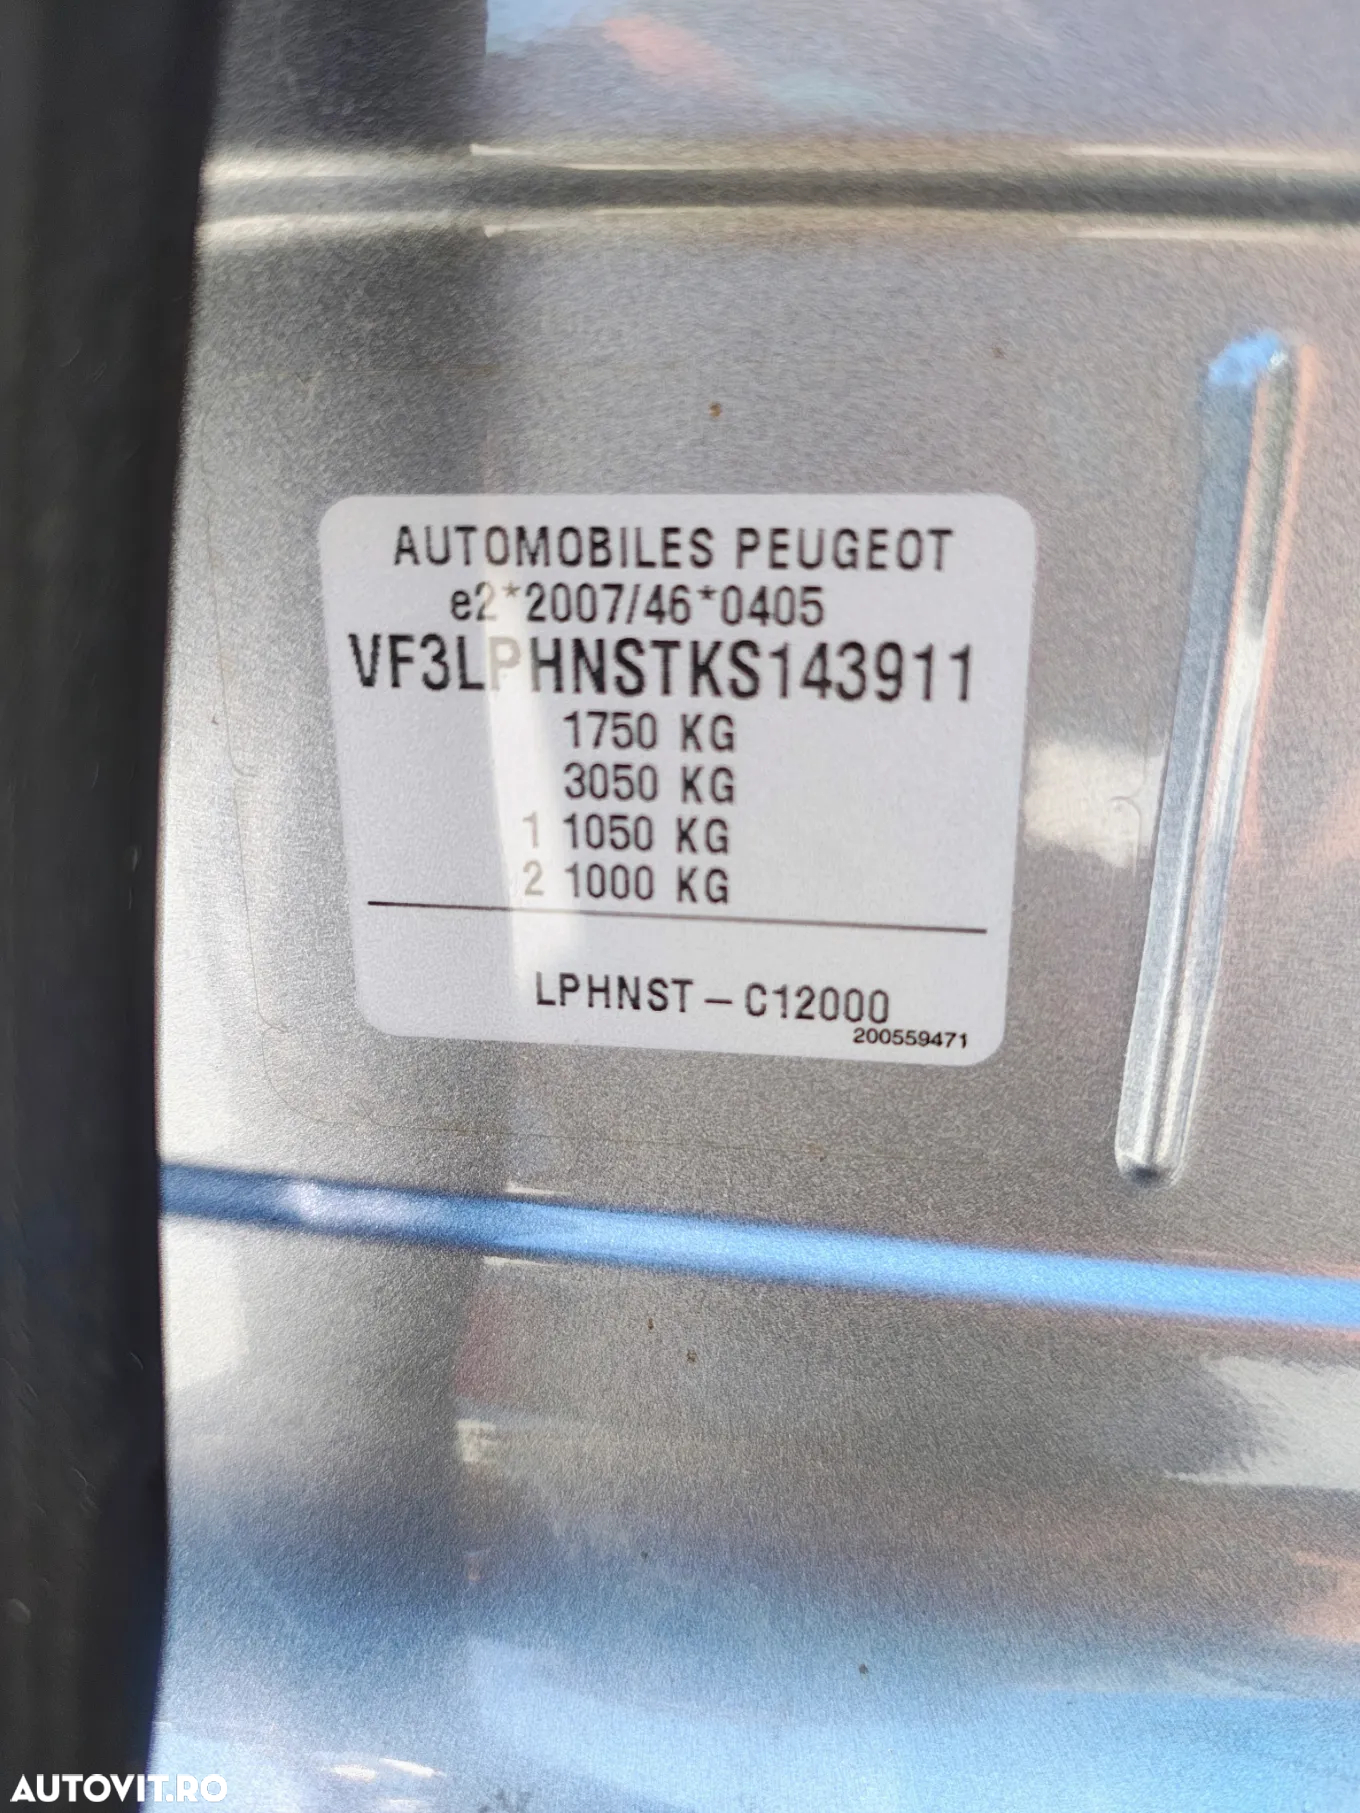 AUTOMOBILES PEUGEOT
e2*2007/46*0405
VF3LPHNSTKS143911
1750 KG
3050 KG
1 1050 KG
2 1000 KG
LPHNST – C12000
200559471
AUTOVIT.RO